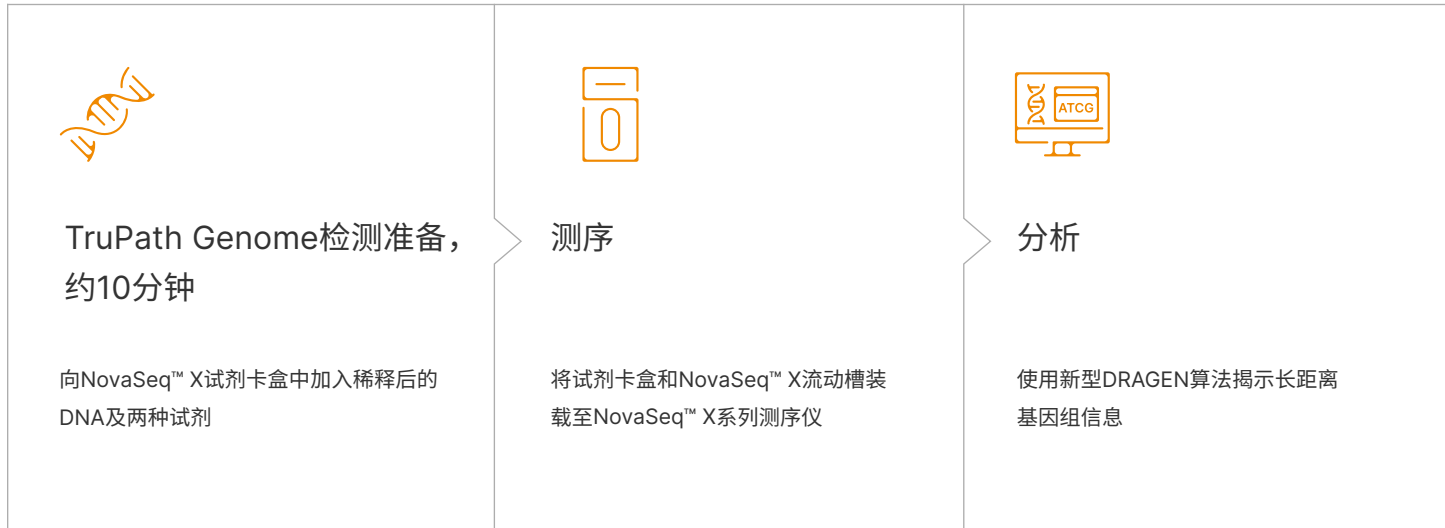 ATCG
TruPath Genome检测准备，
约10分钟
向NovaSeq™ X试剂卡盒中加入稀释后的
DNA及两种试剂
测序
将试剂卡盒和NovaSeq™ X流动槽装
载至NovaSeq™ X系列测序仪
分析
使用新型DRAGEN算法揭示长距离
基因组信息